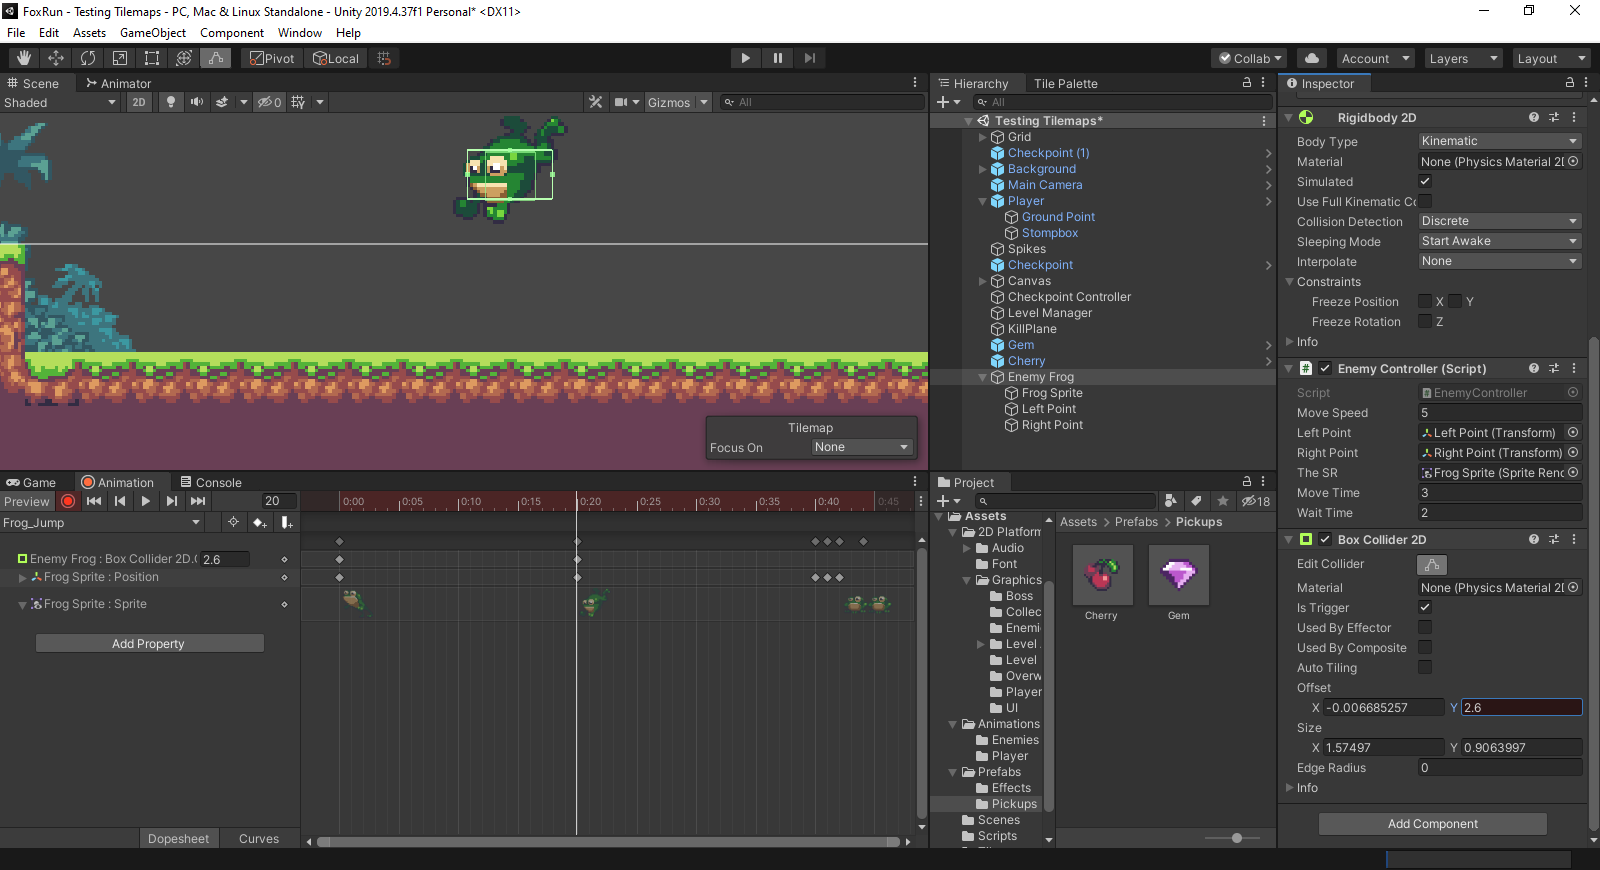 FoxRun - Testing Tilemaps - PC, Mac & Linux Standalone - Unity 2019.4.37f1 Personal* <DX11>
File Edit Assets GameObject Component Window Help
Pivot Local Collab Account Layers Layout
Scene Animator
Shaded 2D 0 Gizmos All
Tilemap
Focus On None
Hierarchy Tile Palette
All
Testing Tilemaps*
Grid
Checkpoint (1)
Background
Main Camera
Player
Ground Point
Stompbox
Spikes
Checkpoint
Canvas
Checkpoint Controller
Level Manager
KillPlane
Gem
Cherry
Enemy Frog
Frog Sprite
Left Point
Right Point
Inspector
Rigidbody 2D
Body Type Kinematic
Material None (Physics Material 2
Simulated
Use Full Kinematic Co
Collision Detection Discrete
Sleeping Mode Start Awake
Interpolate None
Constraints
Freeze Position X Y
Freeze Rotation Z
Info
# Enemy Controller (Script)
Script EnemyController
Move Speed 5
Left Point Left Point (Transform)
Right Point Right Point (Transform)
The SR Frog Sprite (Sprite Rend
Move Time 3
Wait Time 2
Box Collider 2D
Edit Collider
Material None (Physics Material 2
Is Trigger
Used By Effector
Used By Composite
Auto Tiling
Offset
X -0.006685257 Y 2.6
Size
X 1.57497 Y 0.9063997
Edge Radius 0
Info
Add Component
Game Animation Console
Preview 20 0:00 0:05 0:10 0:15 0:20 0:25 0:30 0:35 0:40 0:45
Frog_Jump
Enemy Frog : Box Collider 2D. 2.6
Frog Sprite : Position
Frog Sprite : Sprite
Add Property
Dopesheet Curves
Project
18
Assets
2D Platform
Audio
Font
Graphics
Boss
Collec
Enemi
Level
Level
Overw
Player
UI
Animations
Enemies
Player
Prefabs
Effects
Pickups
Scenes
Scripts
Assets > Prefabs > Pickups
Cherry Gem